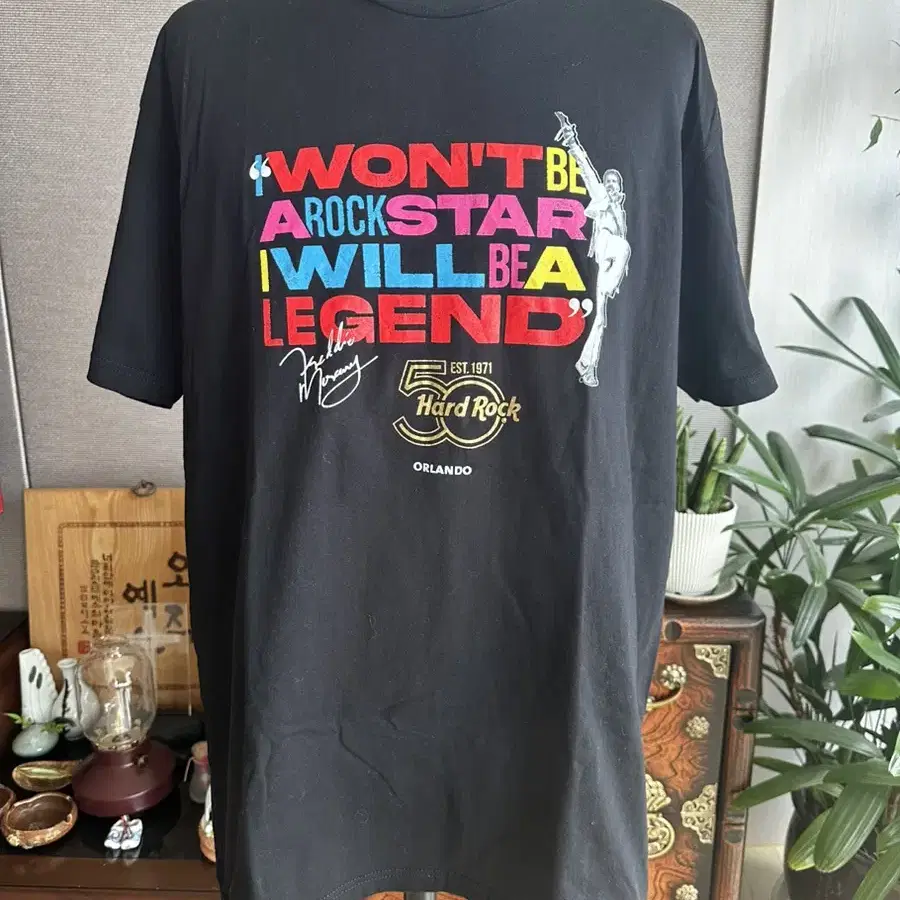 “I WON'T BE
A ROCK STAR
I WILL BE A
LEGEND”
Freddie
Mercury
EST. 1971
50
Hard Rock
ORLANDO